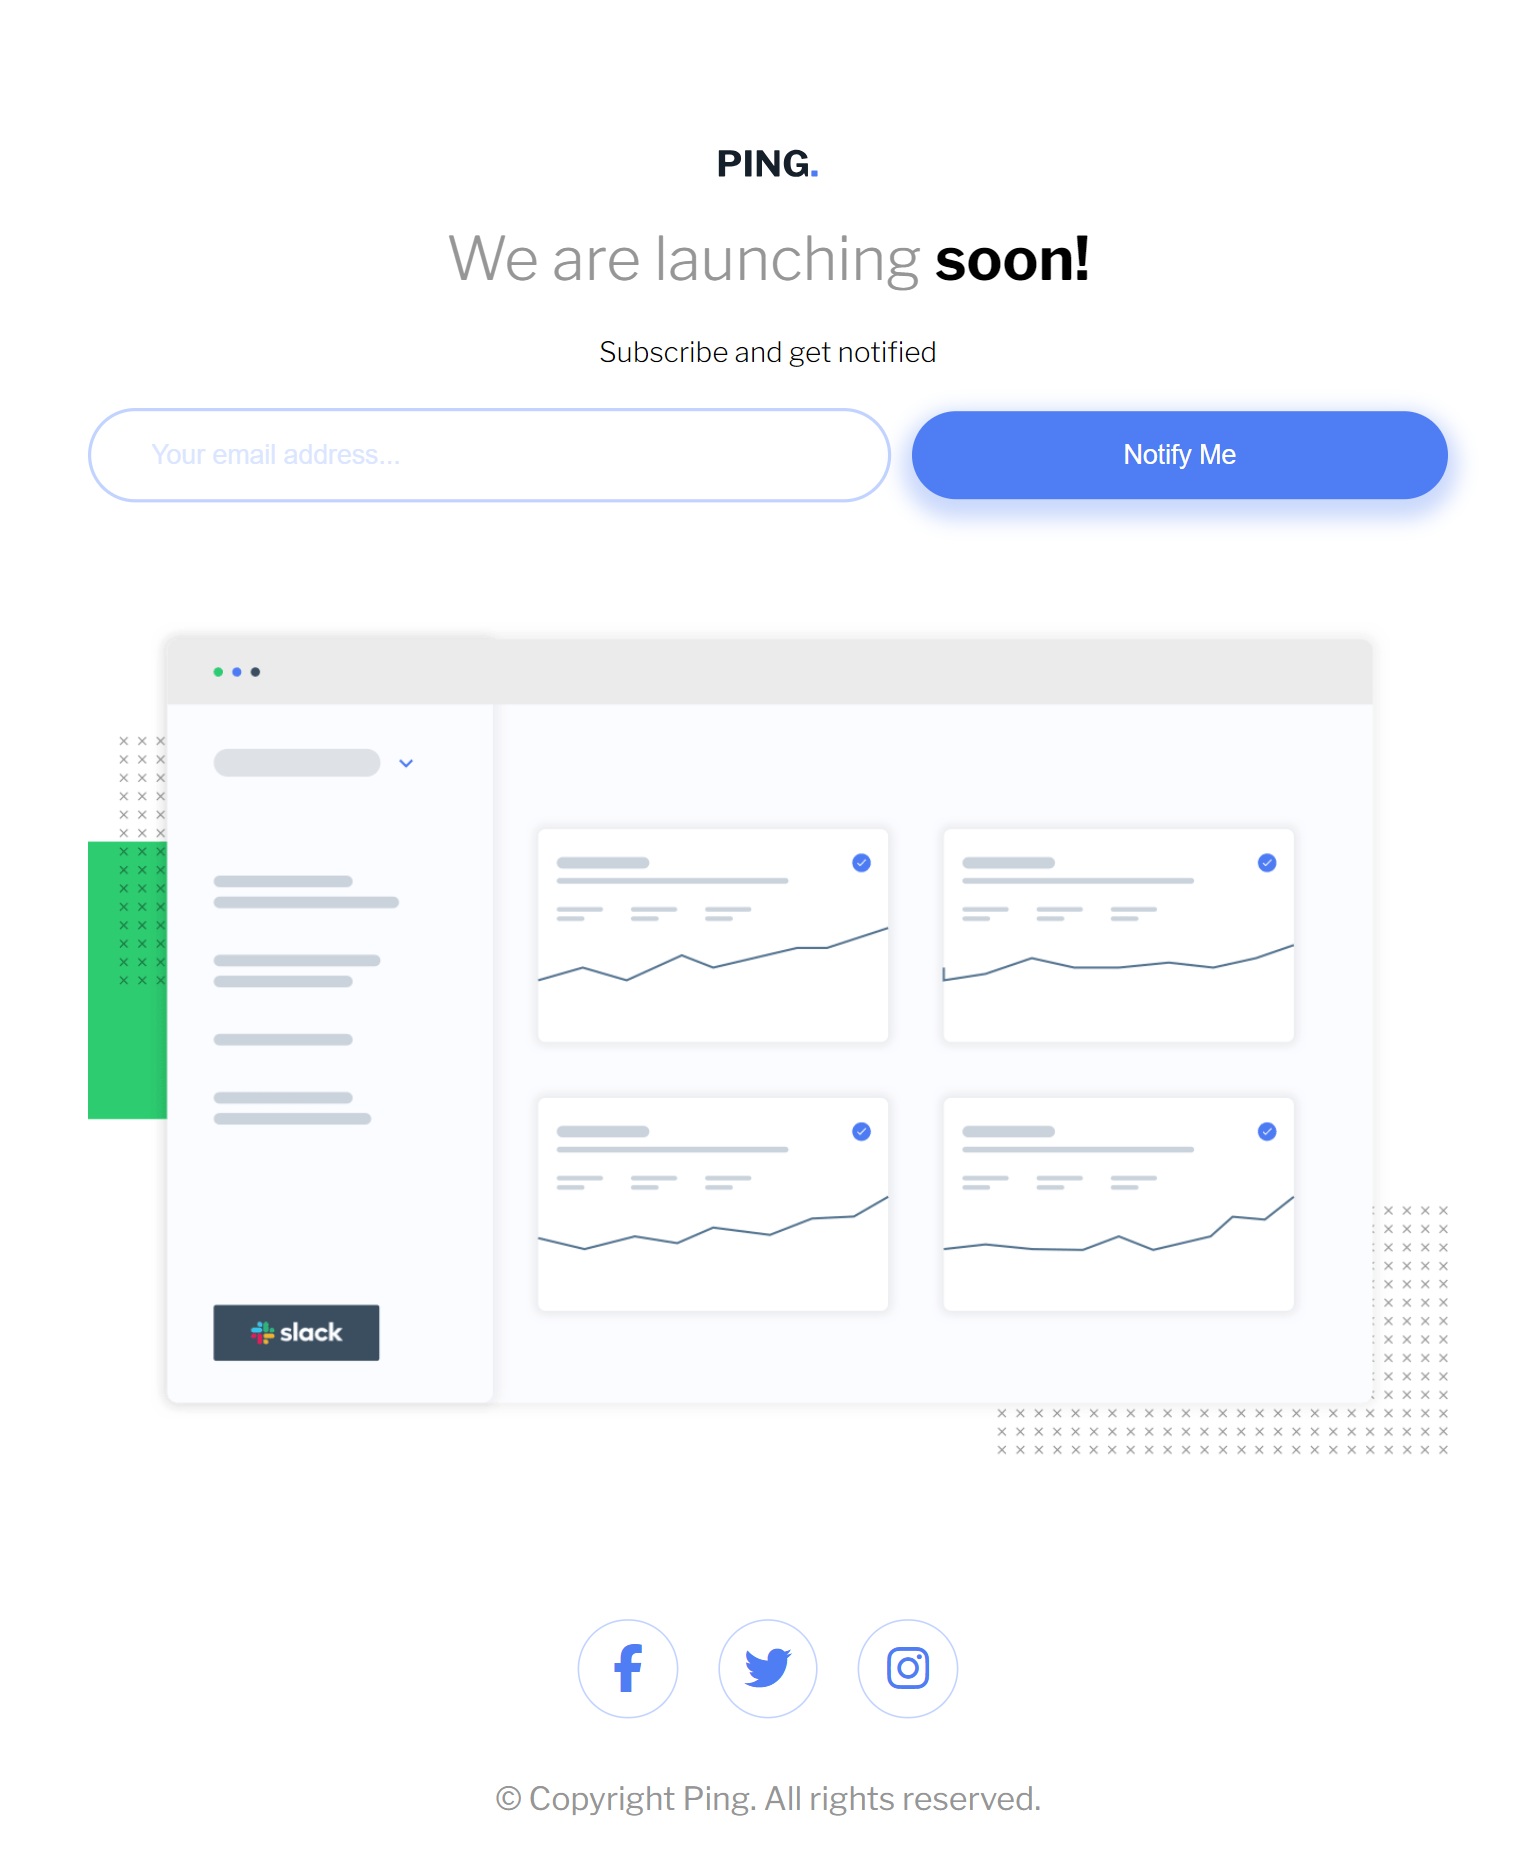 PING.
We are launching soon!
Subscribe and get notified
Your email address...
Notify Me
slack
© Copyright Ping. All rights reserved.